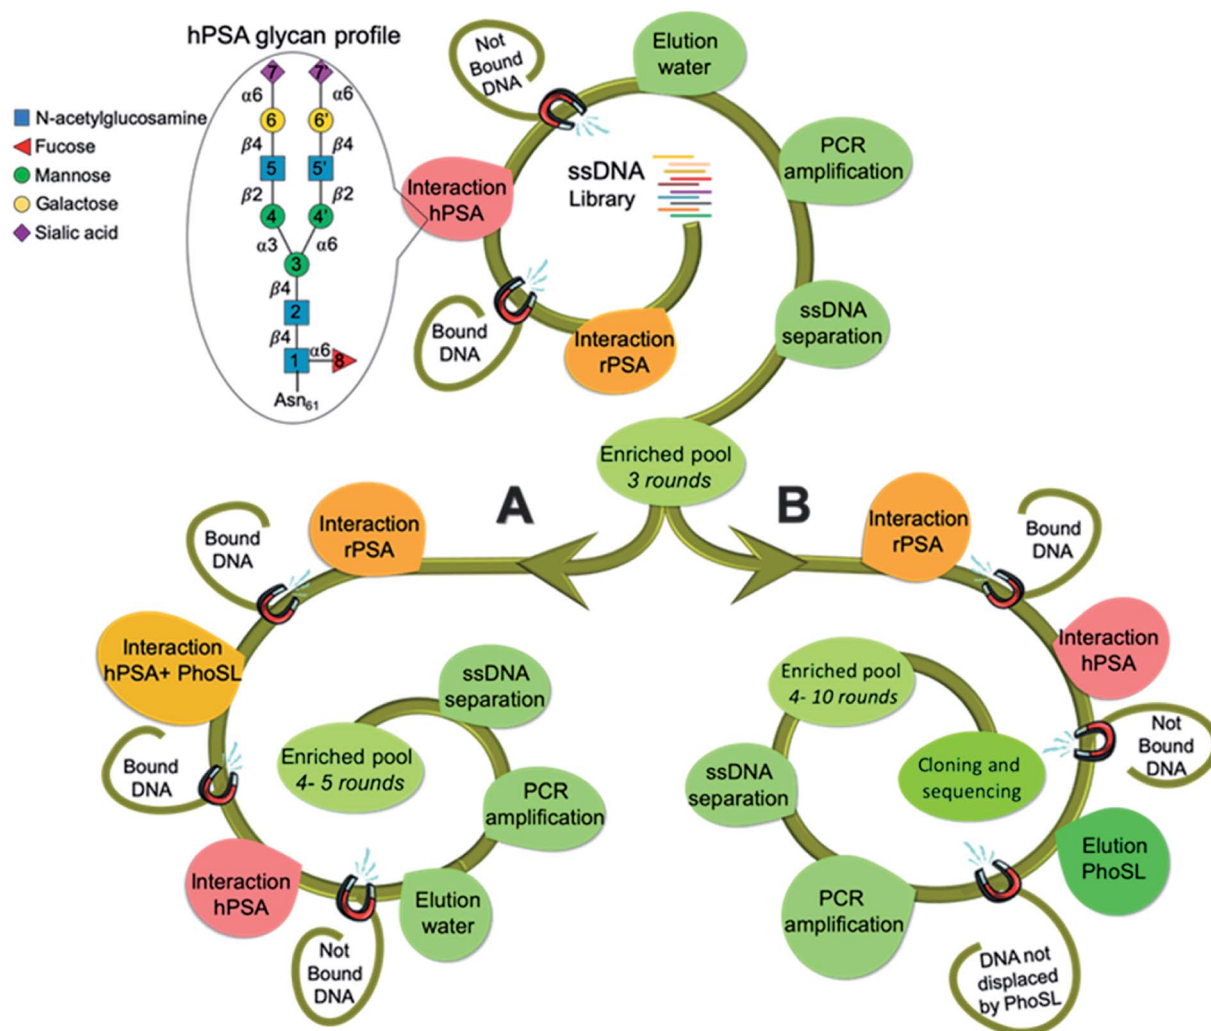 hPSA glycan profile
N-acetylglucosamine
Fucose
Mannose
Galactose
Sialic acid
7
7'
α6
α6
6
6'
β4
β4
5
5'
β2
β2
4
4'
α3
α6
3
β4
2
β4
1
α6
8
Asn61
Not
Bound
DNA
Elution
water
PCR
amplification
ssDNA
Library
Interaction
hPSA
ssDNA
separation
Bound
DNA
Interaction
rPSA
Enriched pool
3 rounds
A
Interaction
rPSA
Bound
DNA
Interaction
hPSA+ PhoSL
Bound
DNA
Interaction
hPSA
Not
Bound
DNA
Elution
water
PCR
amplification
ssDNA
separation
Enriched pool
4- 5 rounds
B
Interaction
rPSA
Bound
DNA
Interaction
hPSA
Not
Bound
DNA
Elution
PhoSL
DNA not
displaced
by PhoSL
PCR
amplification
ssDNA
separation
Enriched pool
4- 10 rounds
Cloning and
sequencing